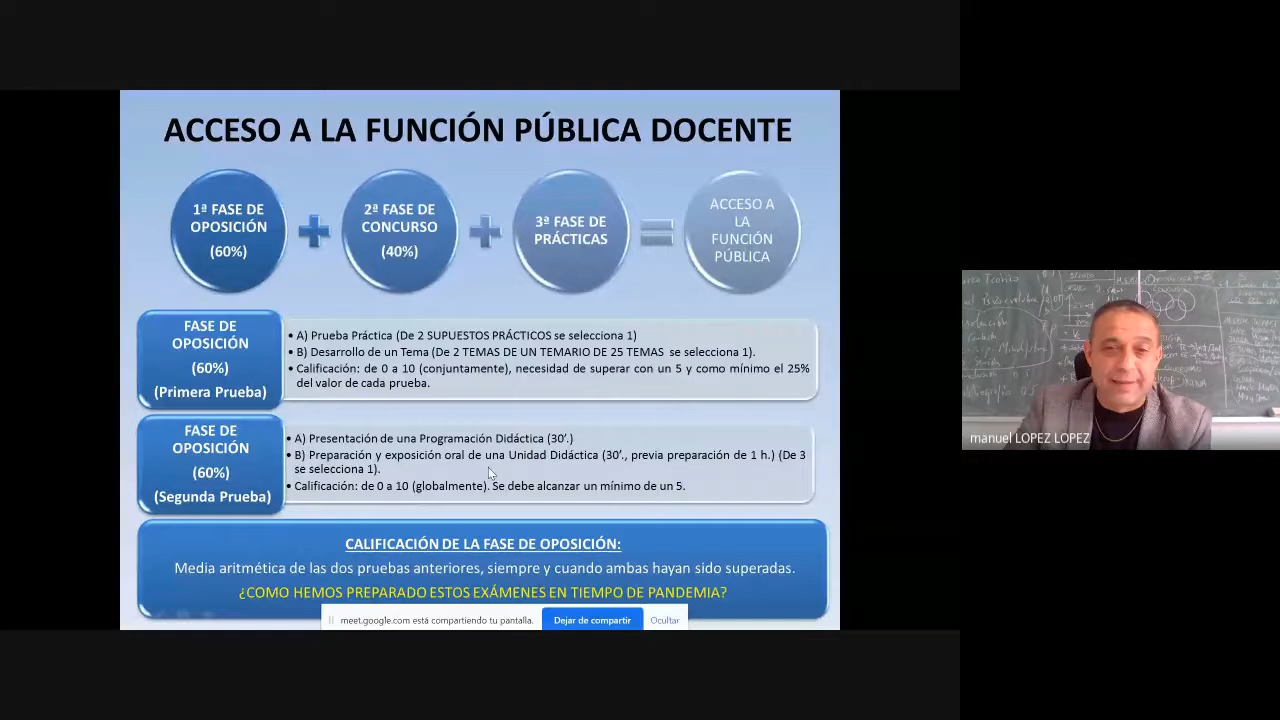 ACCESO A LA FUNCIÓN PÚBLICA DOCENTE
1ª FASE DE
OPOSICIÓN
(60%)
2ª FASE DE
CONCURSO
(40%)
3ª FASE DE
PRÁCTICAS
ACCESO A
LA
FUNCIÓN
PÚBLICA
FASE DE
OPOSICIÓN
(60%)
(Primera Prueba)
• A) Prueba Práctica (De 2 SUPUESTOS PRÁCTICOS se selecciona 1)
• B) Desarrollo de un Tema (De 2 TEMAS DE UN TEMARIO DE 25 TEMAS se selecciona 1).
• Calificación: de 0 a 10 (conjuntamente), necesidad de superar con un 5 y como mínimo el 25%
del valor de cada prueba.
FASE DE
OPOSICIÓN
(60%)
(Segunda Prueba)
• A) Presentación de una Programación Didáctica (30'.)
• B) Preparación y exposición oral de una Unidad Didáctica (30'., previa preparación de 1 h.) (De 3
se selecciona 1).
• Calificación: de 0 a 10 (globalmente). Se debe alcanzar un mínimo de un 5.
CALIFICACIÓN DE LA FASE DE OPOSICIÓN:
Media aritmética de las dos pruebas anteriores, siempre y cuando ambas hayan sido superadas.
¿COMO HEMOS PREPARADO ESTOS EXÁMENES EN TIEMPO DE PANDEMIA?
meet.google.com está compartiendo tu pantalla.
Dejar de compartir
Ocultar
manuel LOPEZ LOPEZ